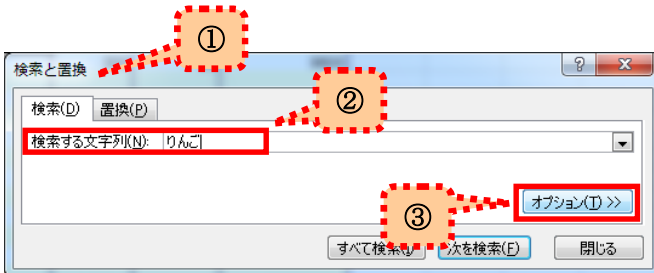 ①
検索と置換
?
X
②
検索(D) 置換(P)
検索する文字列(N): りんご
オプション(T) >>
③
すべて検索(I) 次を検索(F) 閉じる